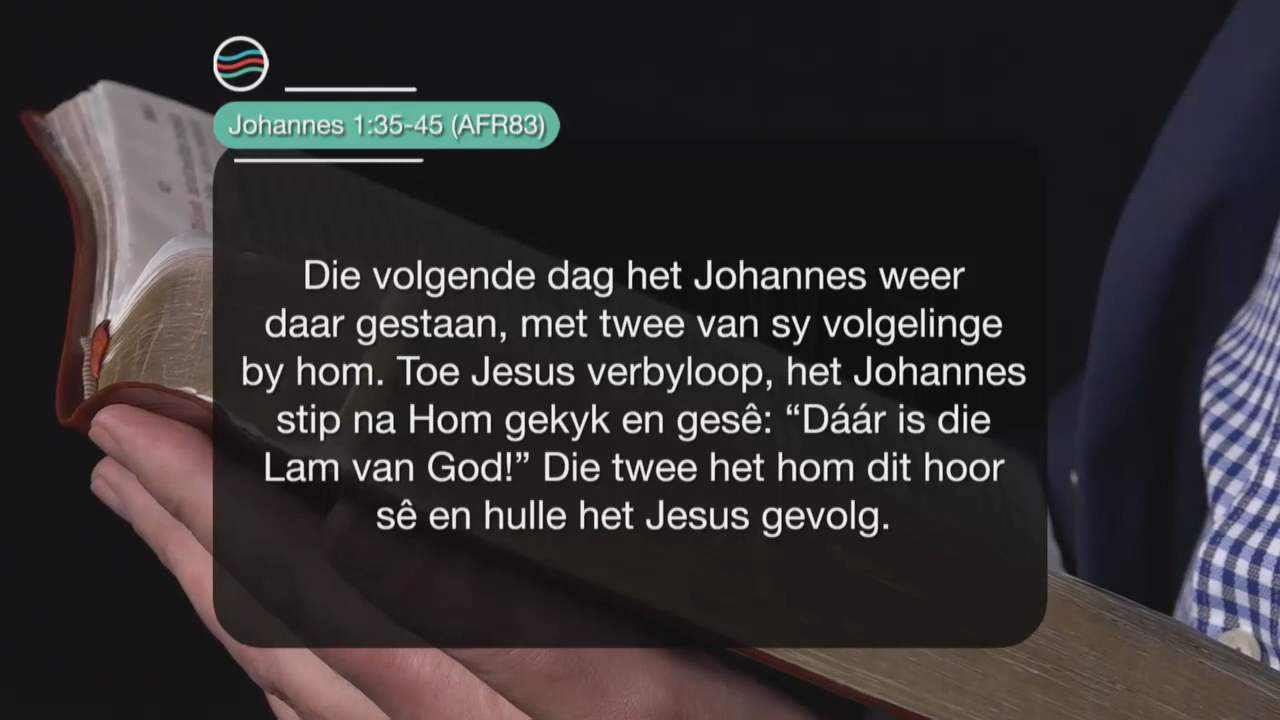 Johannes 1:35-45 (AFR83)
Die volgende dag het Johannes weer
daar gestaan, met twee van sy volgelinge
by hom. Toe Jesus verbyloop, het Johannes
stip na Hom gekyk en gesê: “Dáár is die
Lam van God!” Die twee het hom dit hoor
sê en hulle het Jesus gevolg.